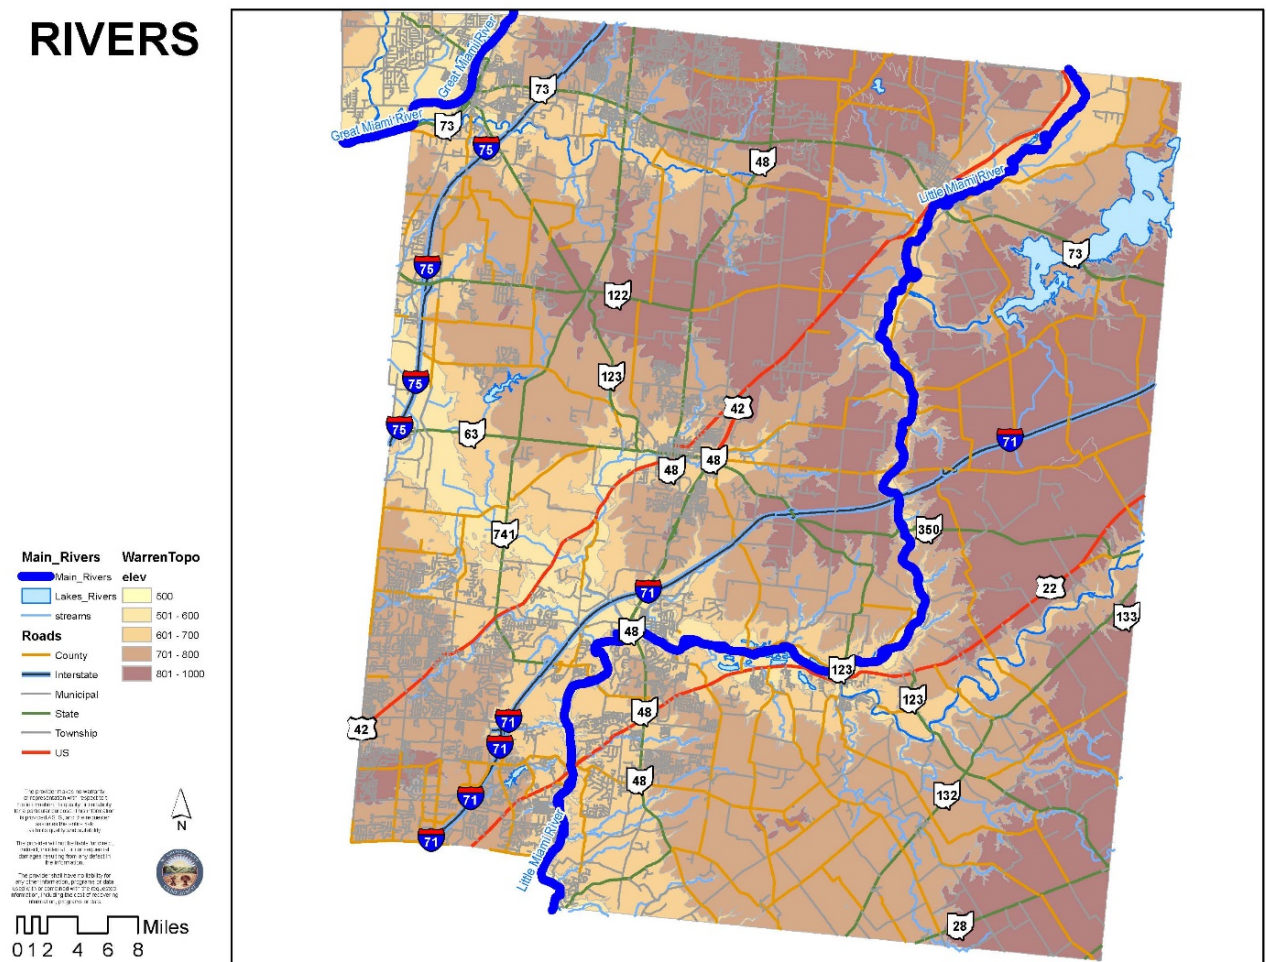 RIVERS
Great Miami River
Great Miami River
73
73
75
48
Little Miami River
73
75
122
123
75
42
75
63
48
48
71
741
350
71
22
133
48
123
123
48
42
71
71
48
71
132
71
Little Miami River
28
Main_Rivers
Main_Rivers
Lakes_Rivers
streams
Roads
County
Interstate
Municipal
State
Township
US
WarrenTopo
elev
500
501 - 600
601 - 700
701 - 800
801 - 1000
N
Miles
0 1 2 4 6 8